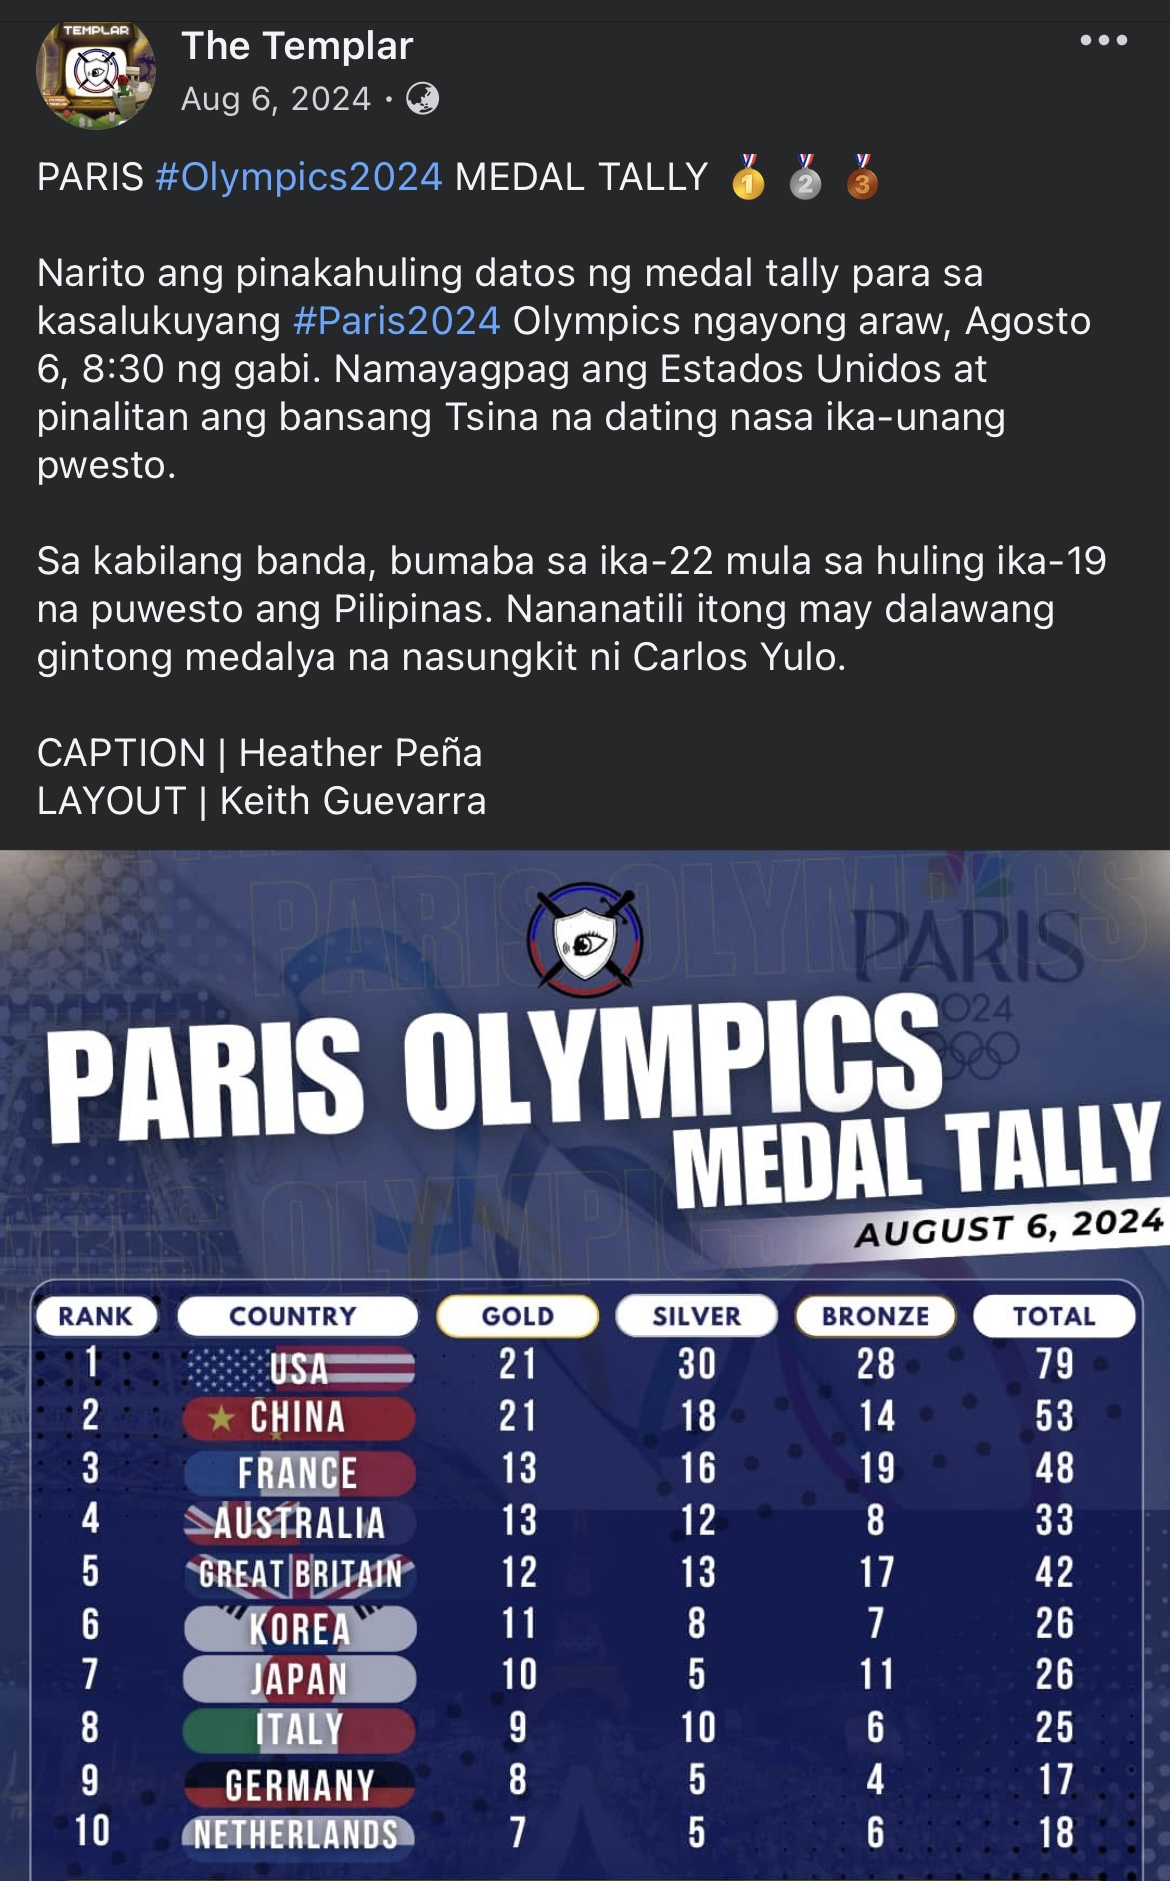 TEMPLAR
The Templar
Aug 6, 2024 ·
PARIS #Olympics2024 MEDAL TALLY 🥇 🥈 🥉
Narito ang pinakahuling datos ng medal tally para sa
kasalukuyang #Paris2024 Olympics ngayong araw, Agosto
6, 8:30 ng gabi. Namayagpag ang Estados Unidos at
pinalitan ang bansang Tsina na dating nasa ika-unang
pwesto.
Sa kabilang banda, bumaba sa ika-22 mula sa huling ika-19
na puwesto ang Pilipinas. Nananatili itong may dalawang
gintong medalya na nasungkit ni Carlos Yulo.
CAPTION | Heather Peña
LAYOUT | Keith Guevarra
PARIS OLYMPICS
PARIS
2024
PARIS OLYMPICS
MEDAL TALLY
AUGUST 6, 2024
RANK COUNTRY GOLD SILVER BRONZE TOTAL
1 USA 21 30 28 79
2 CHINA 21 18 14 53
3 FRANCE 13 16 19 48
4 AUSTRALIA 13 12 8 33
5 GREAT BRITAIN 12 13 17 42
6 KOREA 11 8 7 26
7 JAPAN 10 5 11 26
8 ITALY 9 10 6 25
9 GERMANY 8 5 4 17
10 NETHERLANDS 7 5 6 18